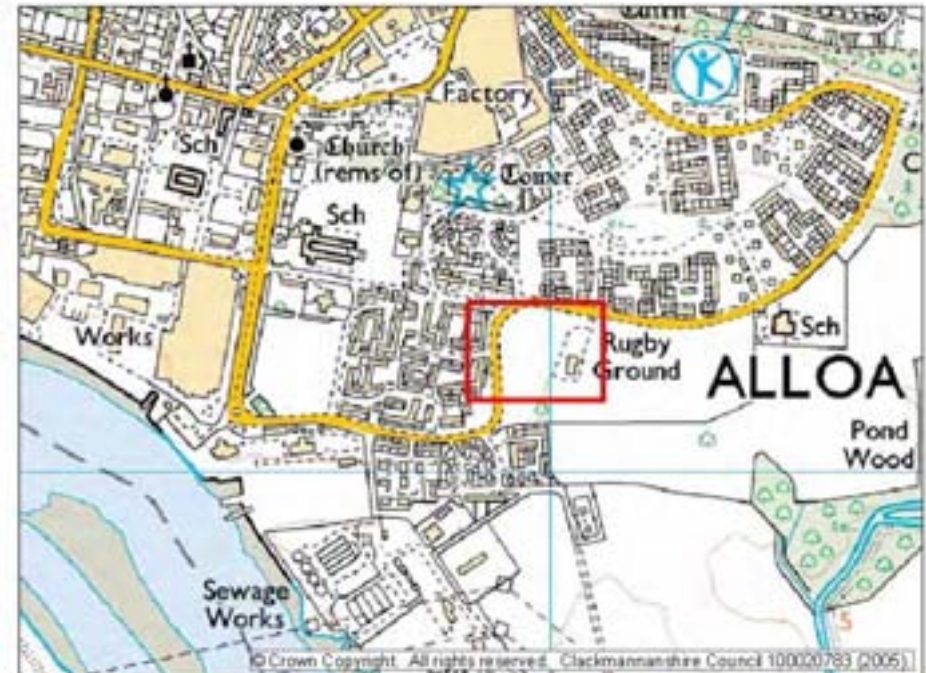 Factory
Sch
Church
(rems of)
Tower
Sch
Works
Rugby
Ground
Sch
ALLOA
Pond
Wood
Sewage
Works
5
© Crown Copyright. All rights reserved. Clackmannanshire Council 100020783 (2005).